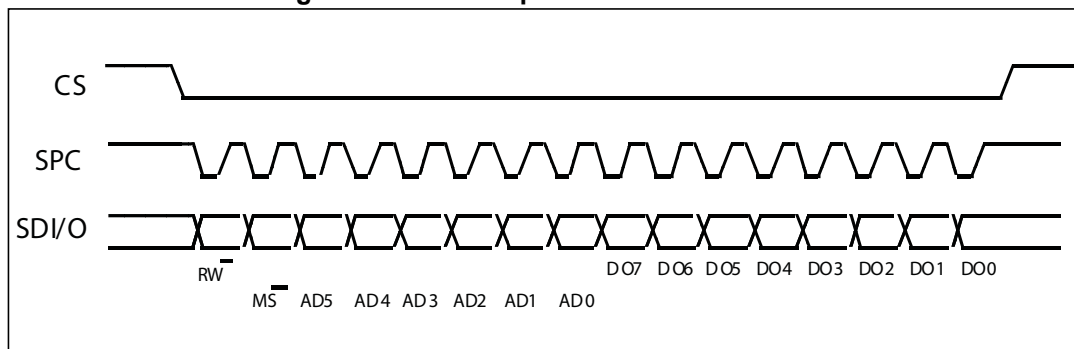 CS
SPC
SDI/O
RW
DO7 DO6 DO5 DO4 DO3 DO2 DO1 DO0
MS AD5 AD4 AD3 AD2 AD1 AD0